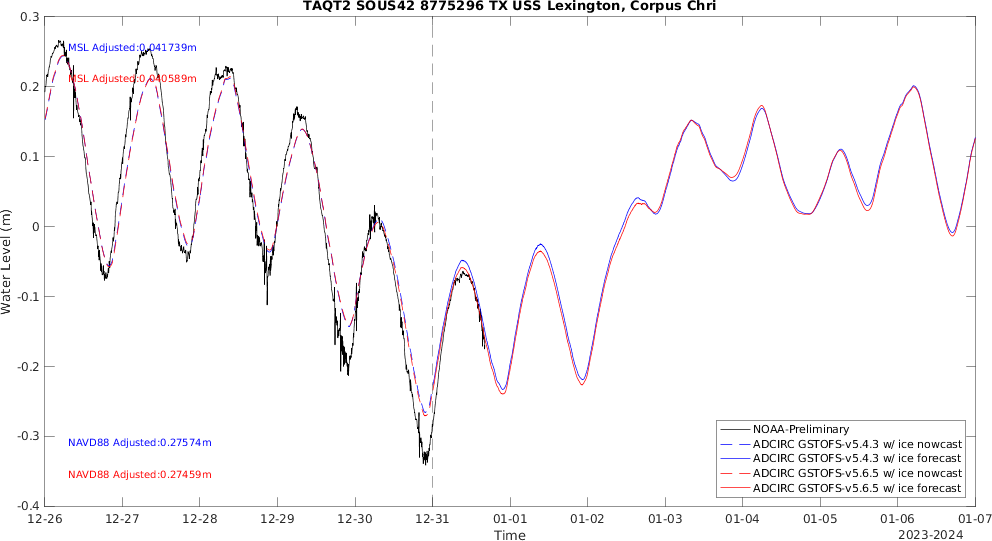 TAQT2 SOUS42 8775296 TX USS Lexington, Corpus Chri
0.3
MSL Adjusted:0.041739m
MSL Adjusted:0.040589m
0.2
0.1
0
-0.1
-0.2
-0.3
-0.4
Water Level (m)
NAVD88 Adjusted:0.27574m
NAVD88 Adjusted:0.27459m
NOAA-Preliminary
ADCIRC GSTOFS-v5.4.3 w/ ice nowcast
ADCIRC GSTOFS-v5.4.3 w/ ice forecast
ADCIRC GSTOFS-v5.6.5 w/ ice nowcast
ADCIRC GSTOFS-v5.6.5 w/ ice forecast
12-26 12-27 12-28 12-29 12-30 12-31 01-01 01-02 01-03 01-04 01-05 01-06 01-07
Time
2023-2024